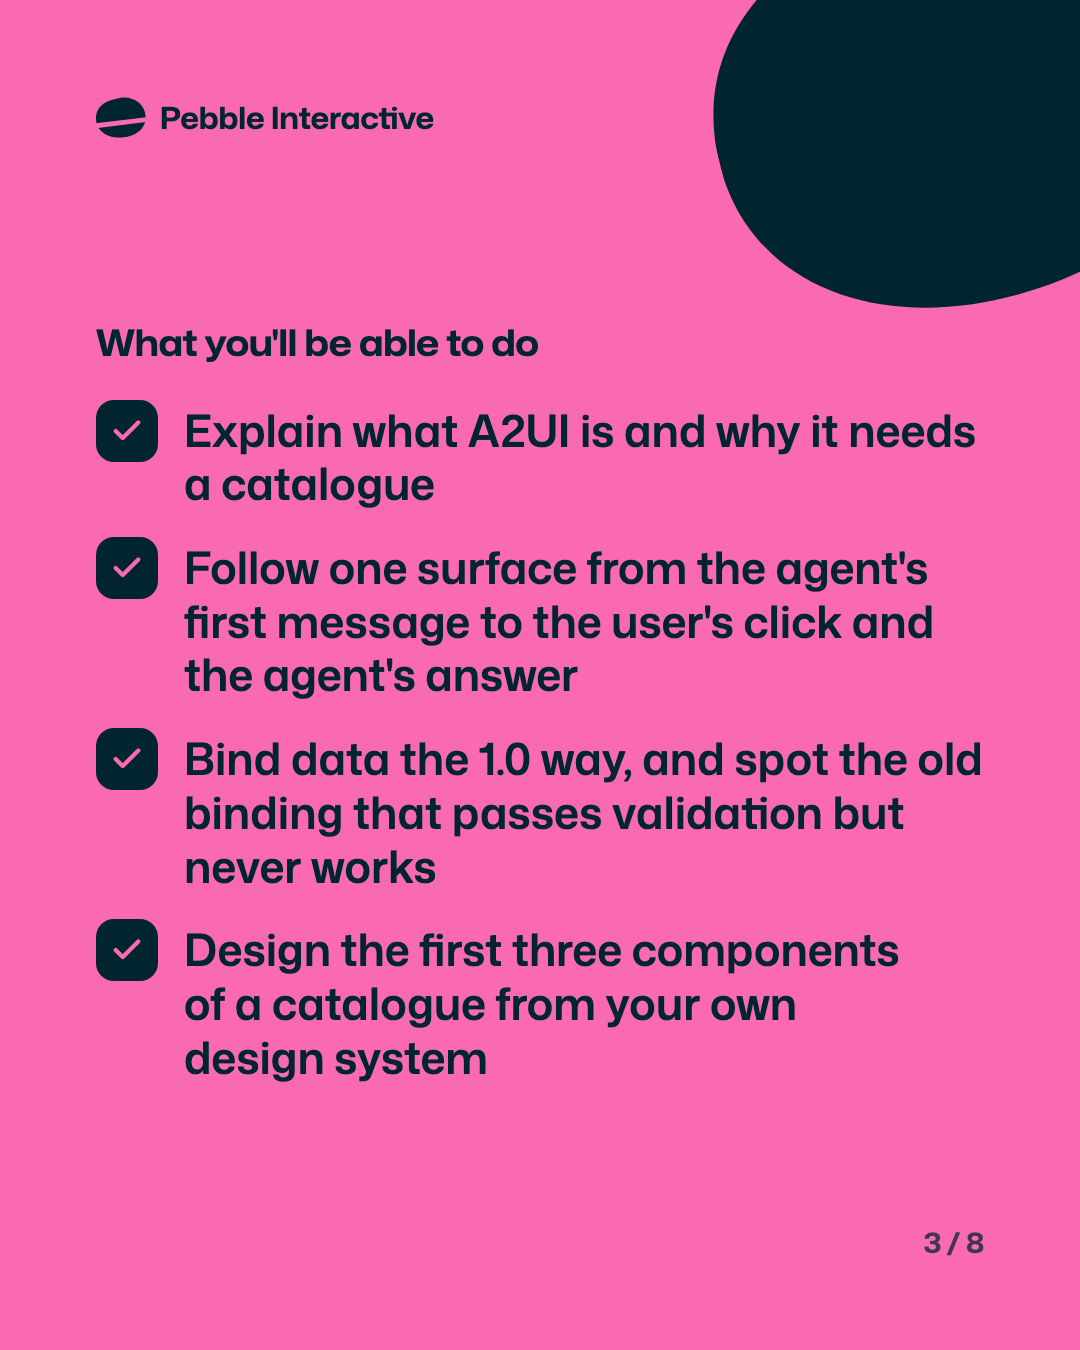 Pebble Interactive
What you'll be able to do
Explain what A2UI is and why it needs
a catalogue
Follow one surface from the agent's
first message to the user's click and
the agent's answer
Bind data the 1.0 way, and spot the old
binding that passes validation but
never works
Design the first three components
of a catalogue from your own
design system
3 / 8